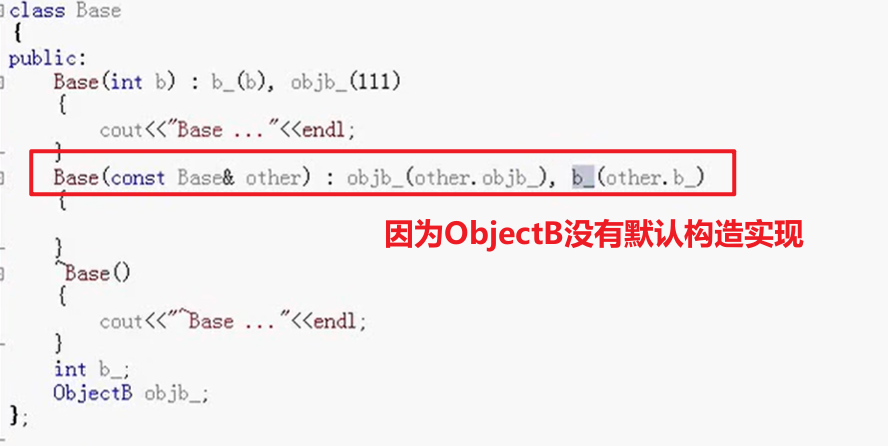 class Base
{
public:
    Base(int b) : b_(b), objb_(111)
    {
        cout<<"Base ..."<<endl;
    }
    Base(const Base& other) : objb_(other.objb_), b_(other.b_)
    {
因为ObjectB没有默认构造实现
    }
    ~Base()
    {
        cout<<"~Base ..."<<endl;
    }
    int b_;
    ObjectB objb_;
};